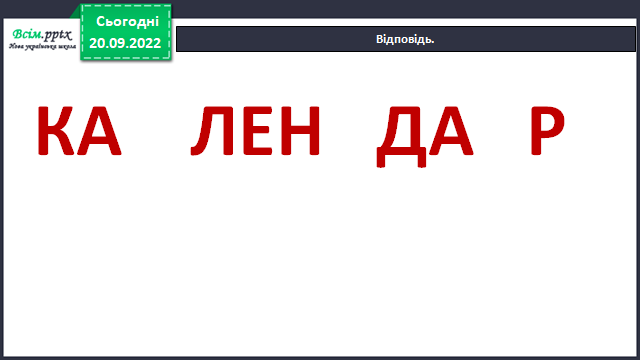 Всім.pptx
Нова українська школа
Сьогодні
20.09.2022
Відповідь.
КА ЛЕН ДА Р